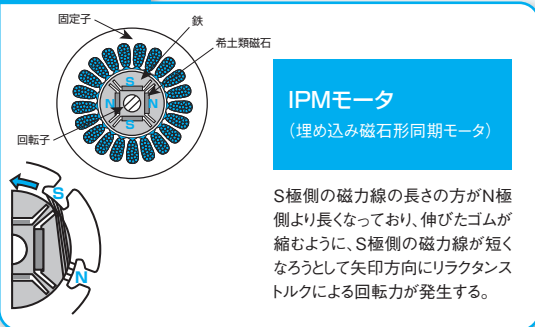 固定子
鉄
希土類磁石
S
N
N
S
回転子
S
N
IPMモータ
(埋め込み磁石形同期モータ)
S極側の磁力線の長さの方がN極
側より長くなっており、伸びたゴムが
縮むように、S極側の磁力線が短く
なろうとして矢印方向にリラクタンス
トルクによる回転力が発生する。